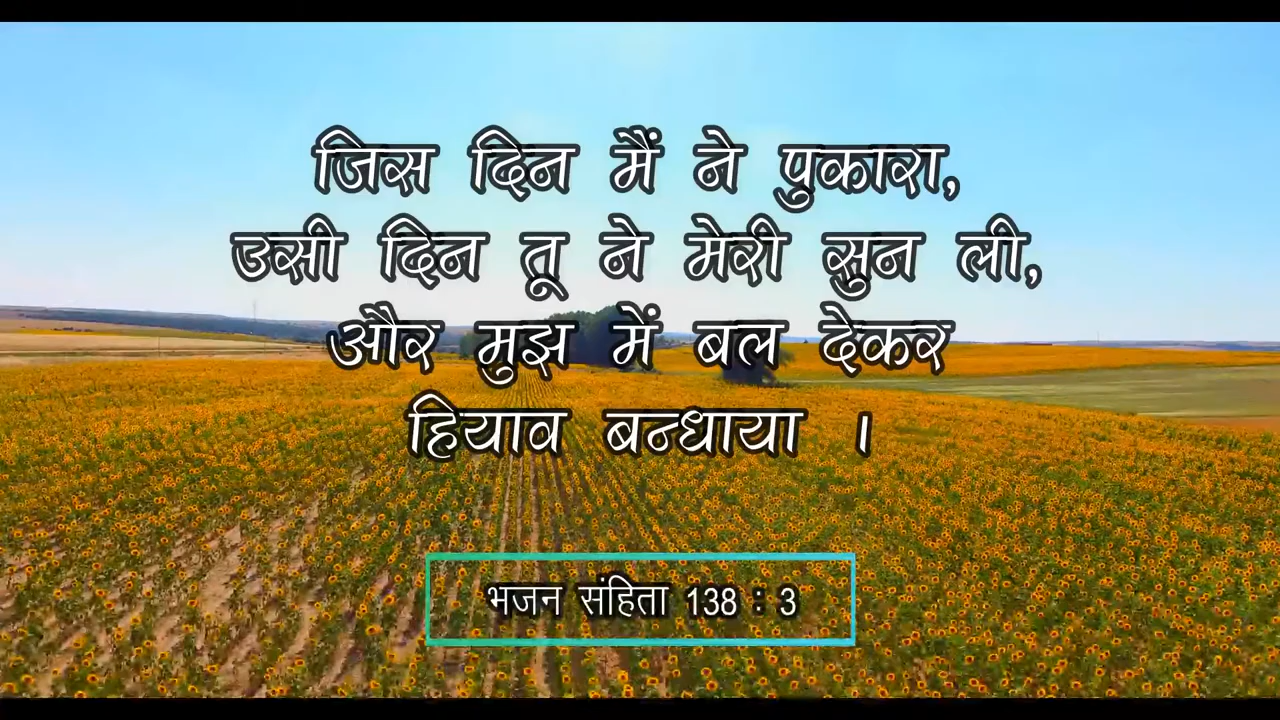 जिस दिन मैं ने पुकारा,
उसी दिन तू ने मेरी सुन ली,
और मुझ में बल देकर
हियाव बन्धाया ।
भजन संहिता 138 : 3